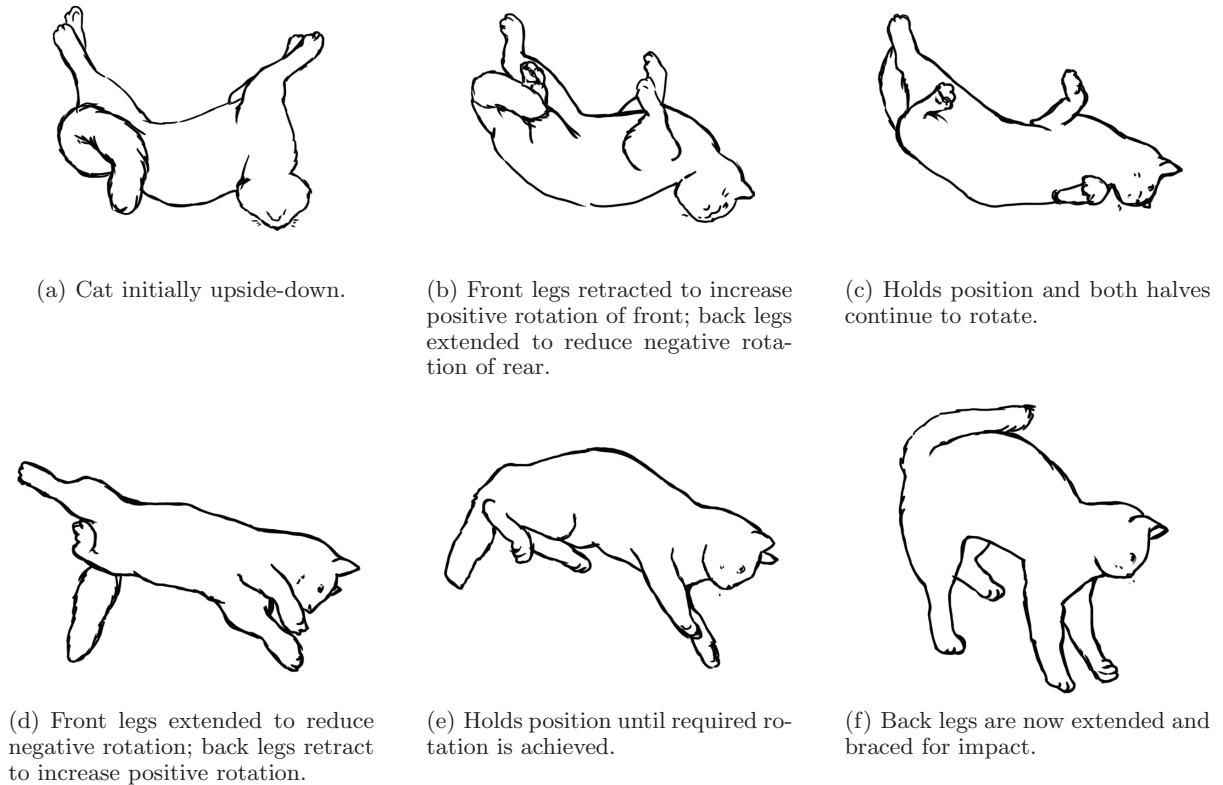 (a) Cat initially upside-down.
(b) Front legs retracted to increase
positive rotation of front; back legs
extended to reduce negative rota-
tion of rear.
(c) Holds position and both halves
continue to rotate.
(d) Front legs extended to reduce
negative rotation; back legs retract
to increase positive rotation.
(e) Holds position until required ro-
tation is achieved.
(f) Back legs are now extended and
braced for impact.